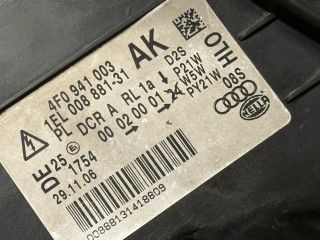 4F0 941 003 AK
1EL 008 881-31
PL DCR A RL 1a D2S
00 02 00 01
P21W
W5W
PY21W
HIO
08S
DE 25
1754
29.11.06
00888131418809
HELLA